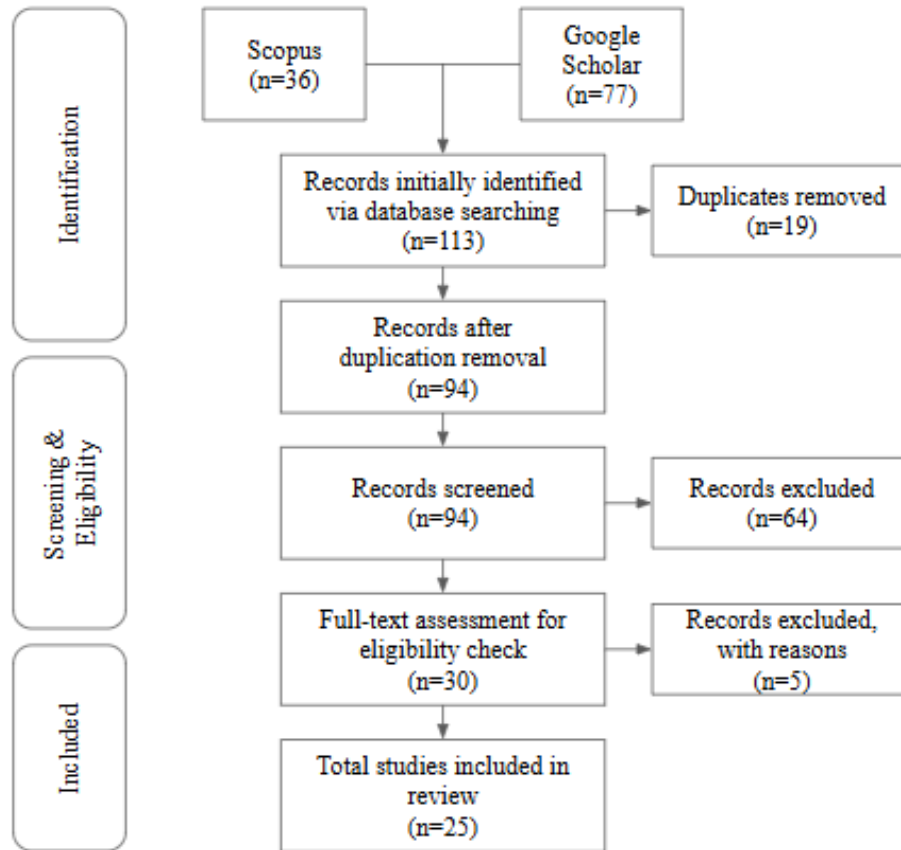 Identification
Scopus
(n=36)
Google
Scholar
(n=77)
Records initially identified
via database searching
(n=113)
Duplicates removed
(n=19)
Records after
duplication removal
(n=94)
Screening &
Eligibility
Records screened
(n=94)
Records excluded
(n=64)
Full-text assessment for
eligibility check
(n=30)
Records excluded,
with reasons
(n=5)
Included
Total studies included in
review
(n=25)